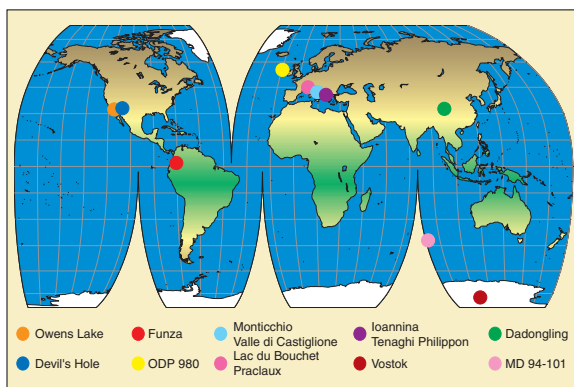 Owens Lake
Devil's Hole
Funza
ODP 980
Monticchio
Valle di Castiglione
Lac du Bouchet
Praclaux
Ioannina
Tenaghi Philippon
Vostok
Dadongling
MD 94-101